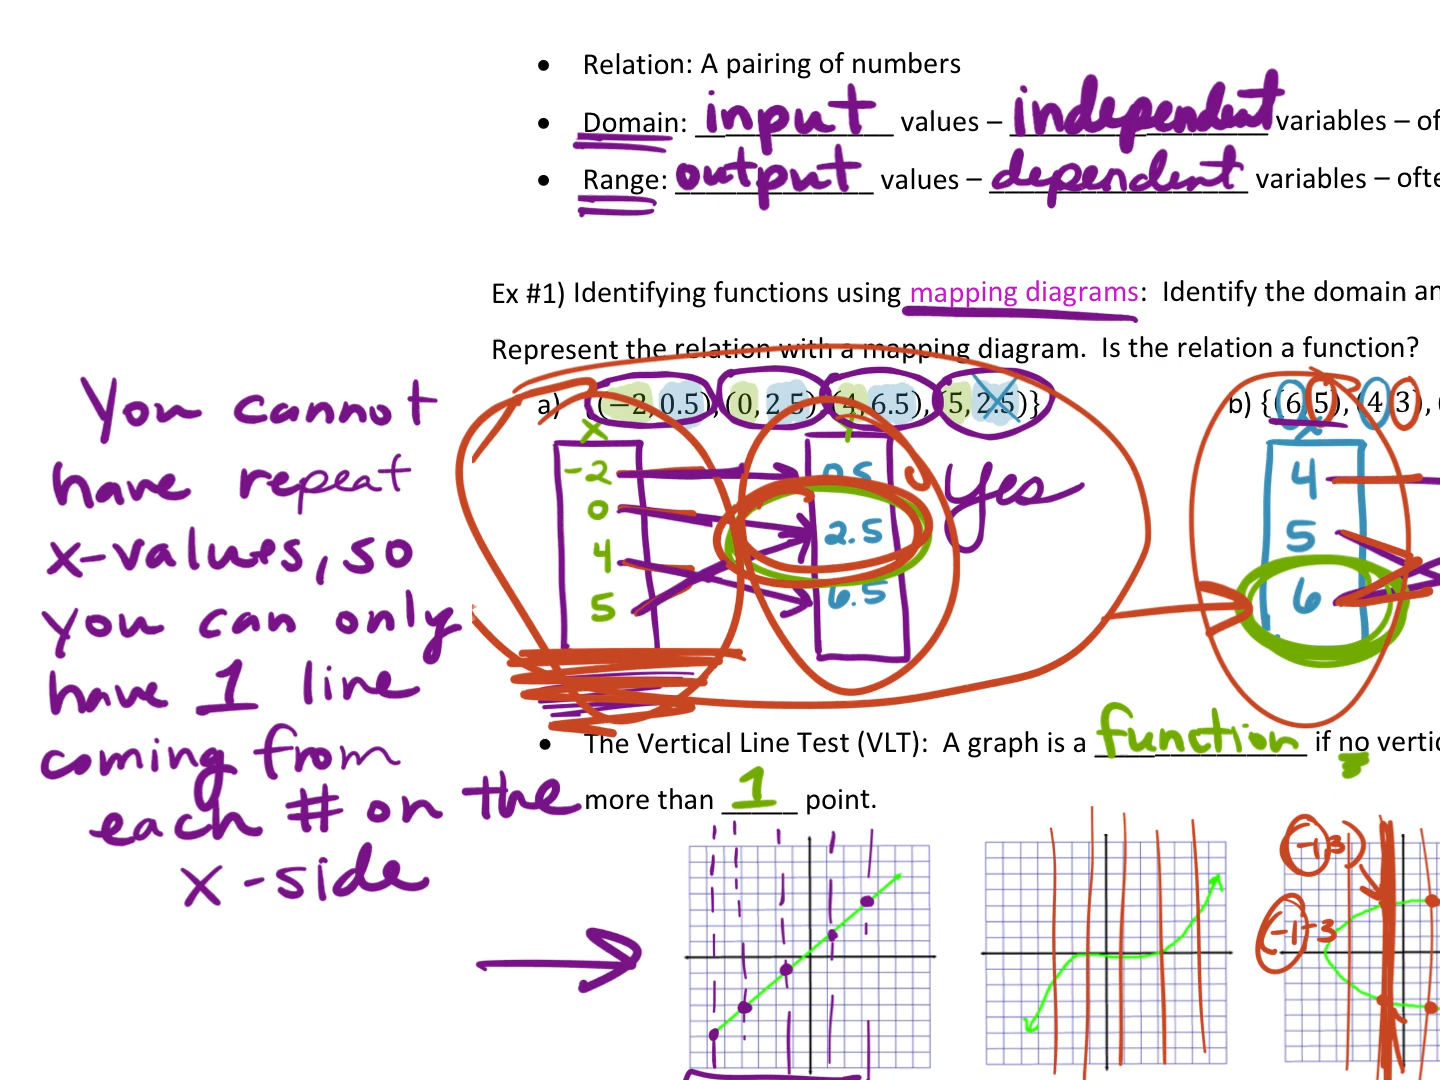 • Relation: A pairing of numbers
• Domain: input values – independent variables – of
• Range: output values – dependent variables – ofte
Ex #1) Identifying functions using mapping diagrams: Identify the domain an
Represent the relation with a mapping diagram. Is the relation a function?
a) {(−2, 0.5), (0, 2.5), (4, 6.5), (5, 2.5)}
b) {(6, 5), (4, 3),
x
-2
0
4
5
0.5
2.5
6.5
yes
x
4
5
6
You cannot
have repeat
x-values, so
you can only
have 1 line
coming from
each # on the
x-side
• The Vertical Line Test (VLT): A graph is a function if no vertic
more than 1 point.
(-1, 3)
-1 -3